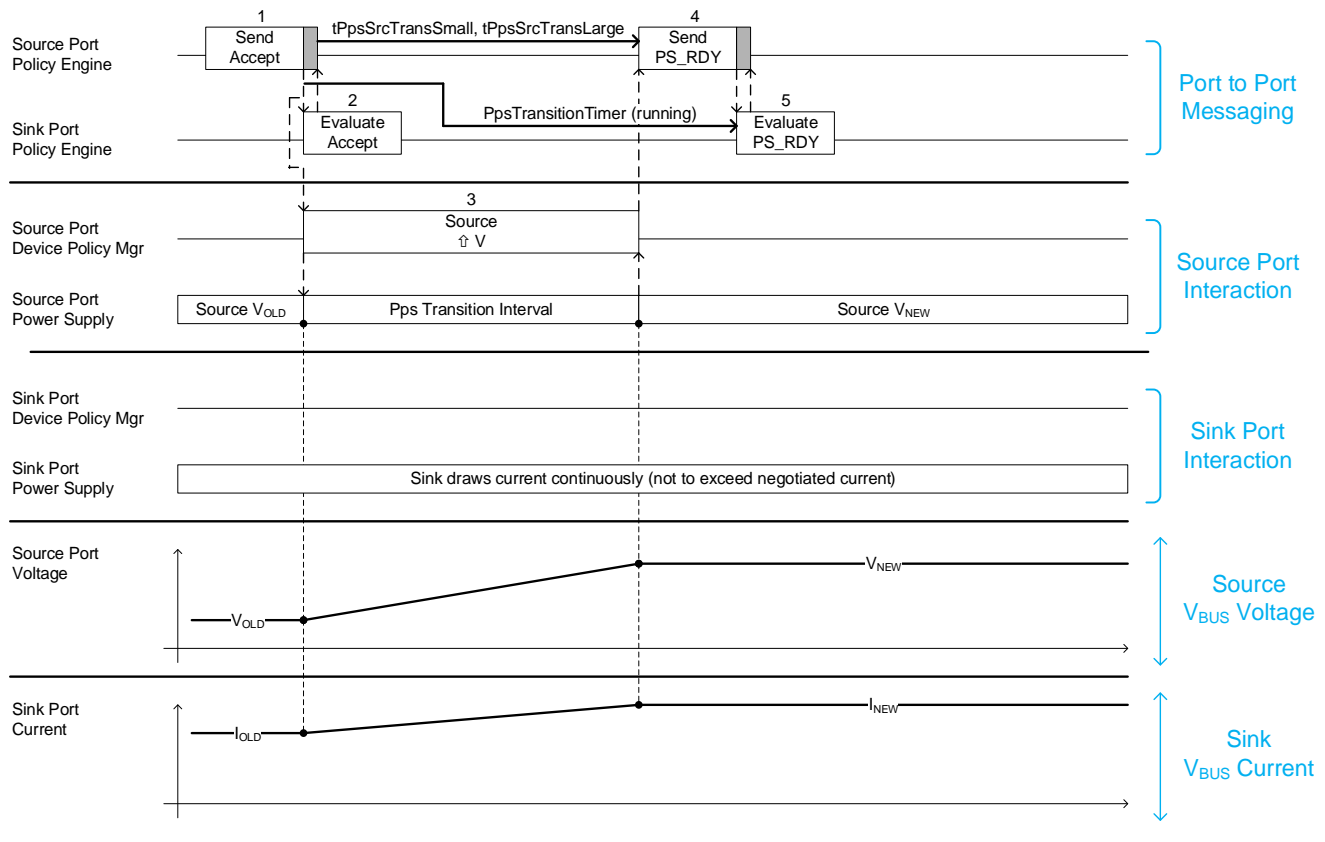 1
tPpsSrcTransSmall, tPpsSrcTransLarge
4
Source Port
Policy Engine
Send
Accept
Send
PS_RDY
Port to Port
Messaging
2
PpsTransitionTimer (running)
5
Sink Port
Policy Engine
Evaluate
Accept
Evaluate
PS_RDY
3
Source Port
Device Policy Mgr
Source
⇧ V
Source Port
Interaction
Source Port
Power Supply
Source VOLD
Pps Transition Interval
Source VNEW
Sink Port
Device Policy Mgr
Sink Port
Interaction
Sink Port
Power Supply
Sink draws current continuously (not to exceed negotiated current)
Source Port
Voltage
VNEW
VOLD
Source
VBUS Voltage
Sink Port
Current
INEW
IOLD
Sink
VBUS Current